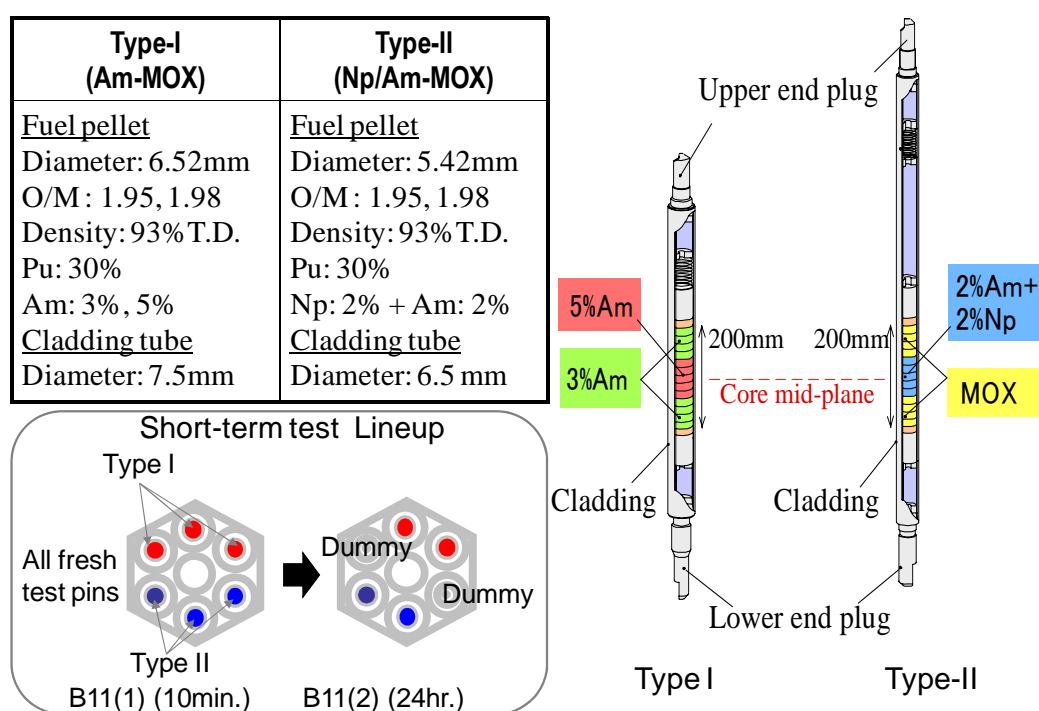 Type-I
(Am-MOX)
Type-II
(Np/Am-MOX)
Fuel pellet
Diameter: 6.52mm
O/M : 1.95, 1.98
Density: 93% T.D.
Pu: 30%
Am: 3%, 5%
Cladding tube
Diameter: 7.5mm
Fuel pellet
Diameter: 5.42mm
O/M : 1.95, 1.98
Density: 93% T.D.
Pu: 30%
Np: 2% + Am: 2%
Cladding tube
Diameter: 6.5 mm
Short-term test Lineup
Type I
All fresh
test pins
Type II
B11(1) (10min.)
Dummy
Dummy
B11(2) (24hr.)
Upper end plug
5%Am
3%Am
200mm
200mm
Core mid-plane
2%Am+
2%Np
MOX
Cladding
Cladding
Lower end plug
Type I
Type-II